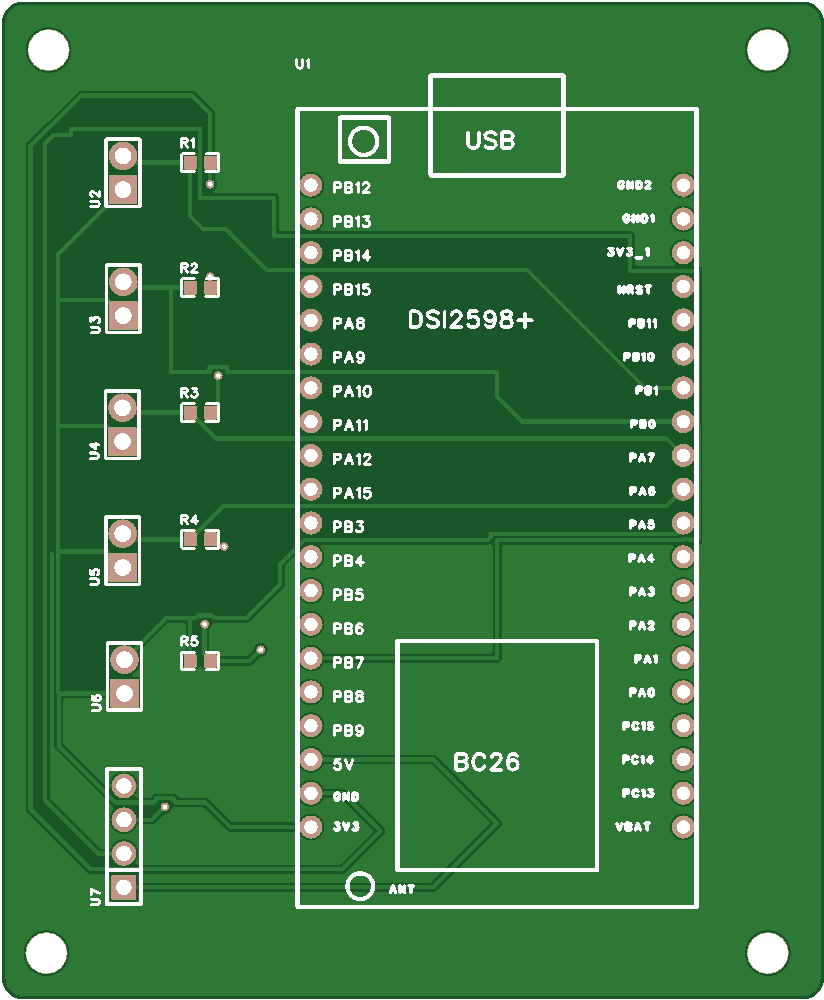 U1
R1
USB
U2
PB12
GND2
PB13
GND1
PB14
3V3_1
R2
PB15
NRST
U3
DSI2598+
PA8
PB11
PA9
PB10
R3
PA10
PB1
PA11
PB0
U4
PA12
PA7
PA15
PA6
R4
PB3
PA5
PB4
PA4
U5
PB5
PA3
PB6
PA2
R5
PB7
PA1
U6
PB8
PA0
PB9
PC15
5V
BC26
PC14
GND
PC13
3V3
VBAT
U7
ANT